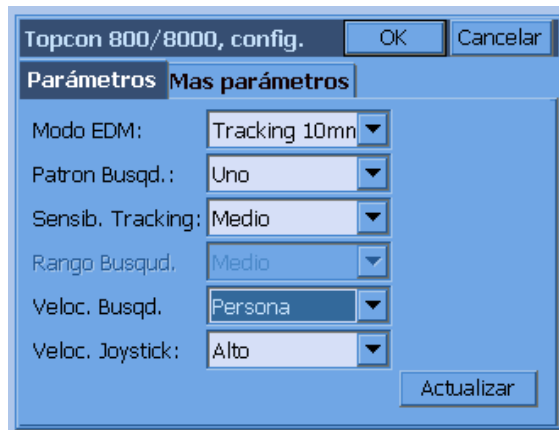 Topcon 800/8000, config. OK Cancelar
Parámetros Mas parámetros
Modo EDM: Tracking 10mn
Patron Busqd.: Uno
Sensib. Tracking: Medio
Rango Busqud. Medio
Veloc. Busqd. Persona
Veloc. Joystick: Alto
Actualizar